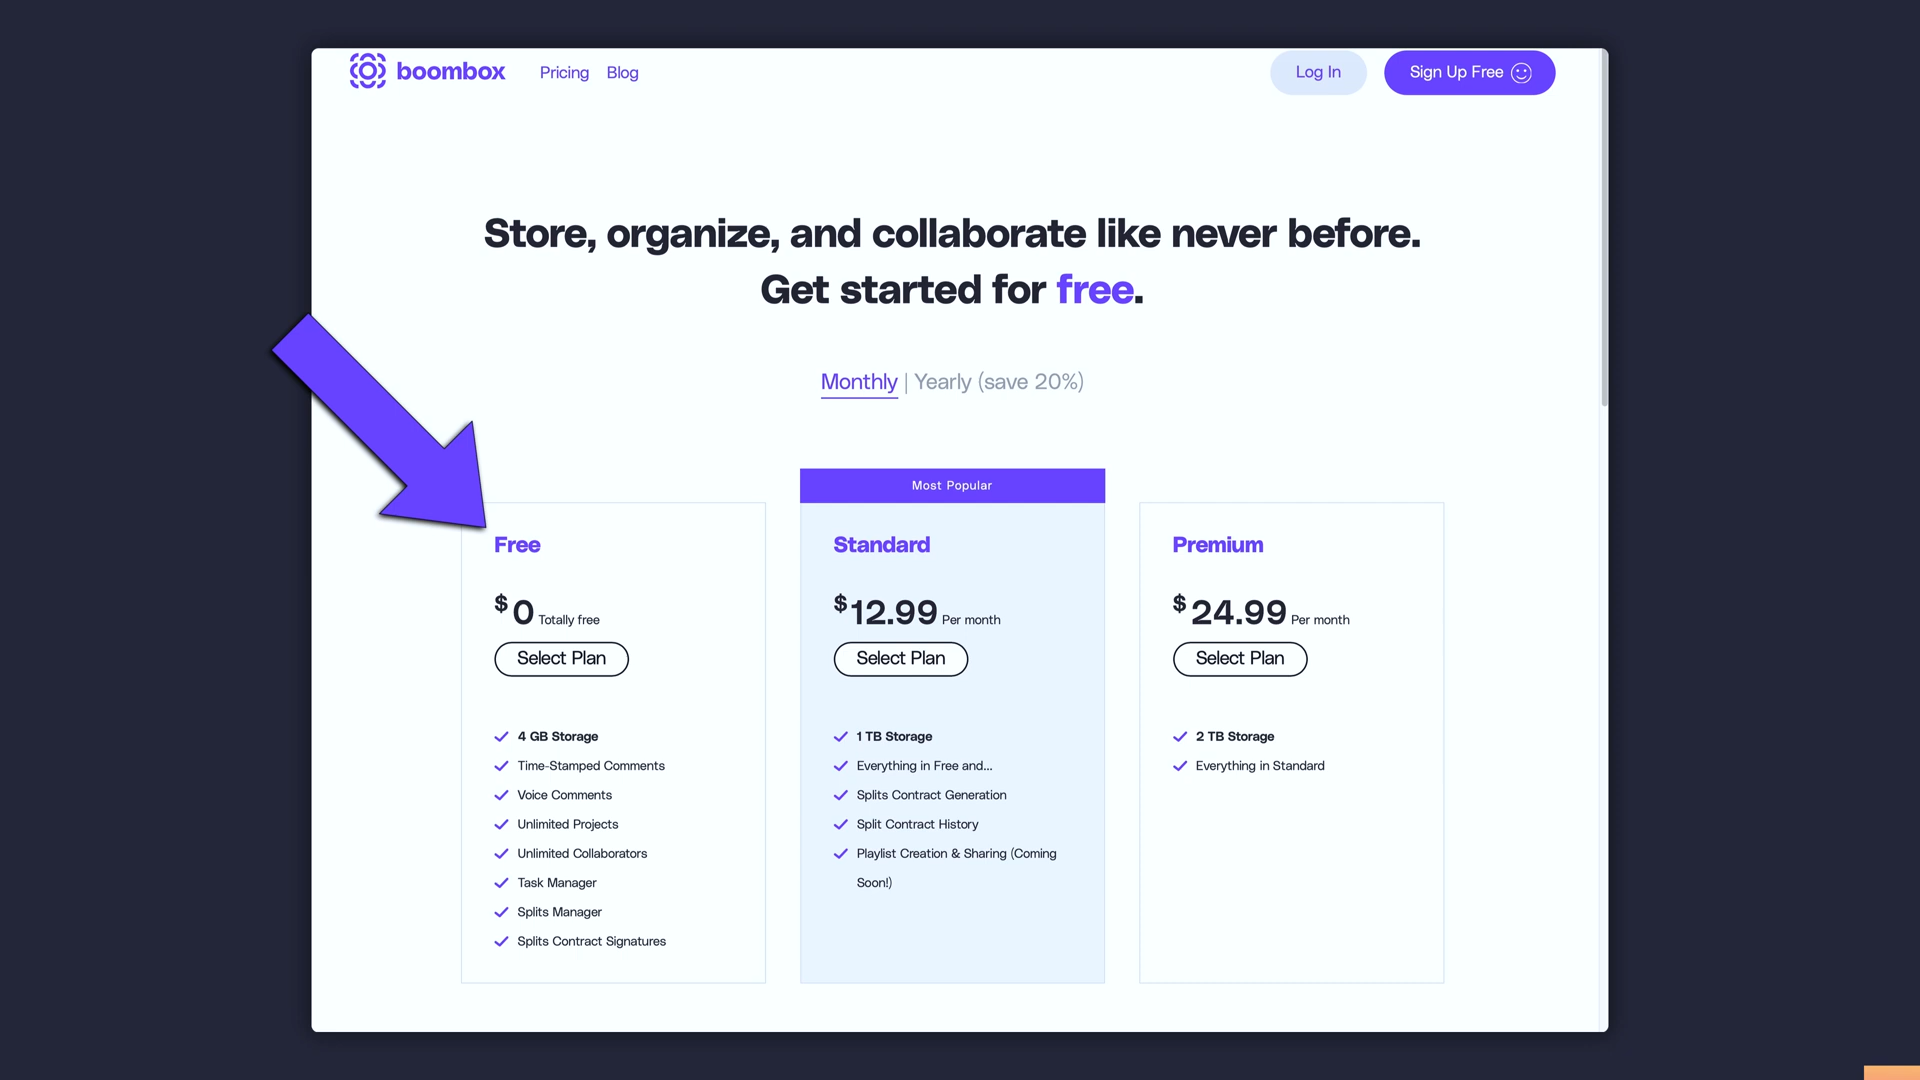 boombox
Pricing
Blog
Log In
Sign Up Free
Store, organize, and collaborate like never before.
Get started for free.
Monthly | Yearly (save 20%)
Free
$0 Totally free
Select Plan
4 GB Storage
Time-Stamped Comments
Voice Comments
Unlimited Projects
Unlimited Collaborators
Task Manager
Splits Manager
Splits Contract Signatures
Most Popular
Standard
$12.99 Per month
Select Plan
1 TB Storage
Everything in Free and...
Splits Contract Generation
Split Contract History
Playlist Creation & Sharing (Coming
Soon!)
Premium
$24.99 Per month
Select Plan
2 TB Storage
Everything in Standard